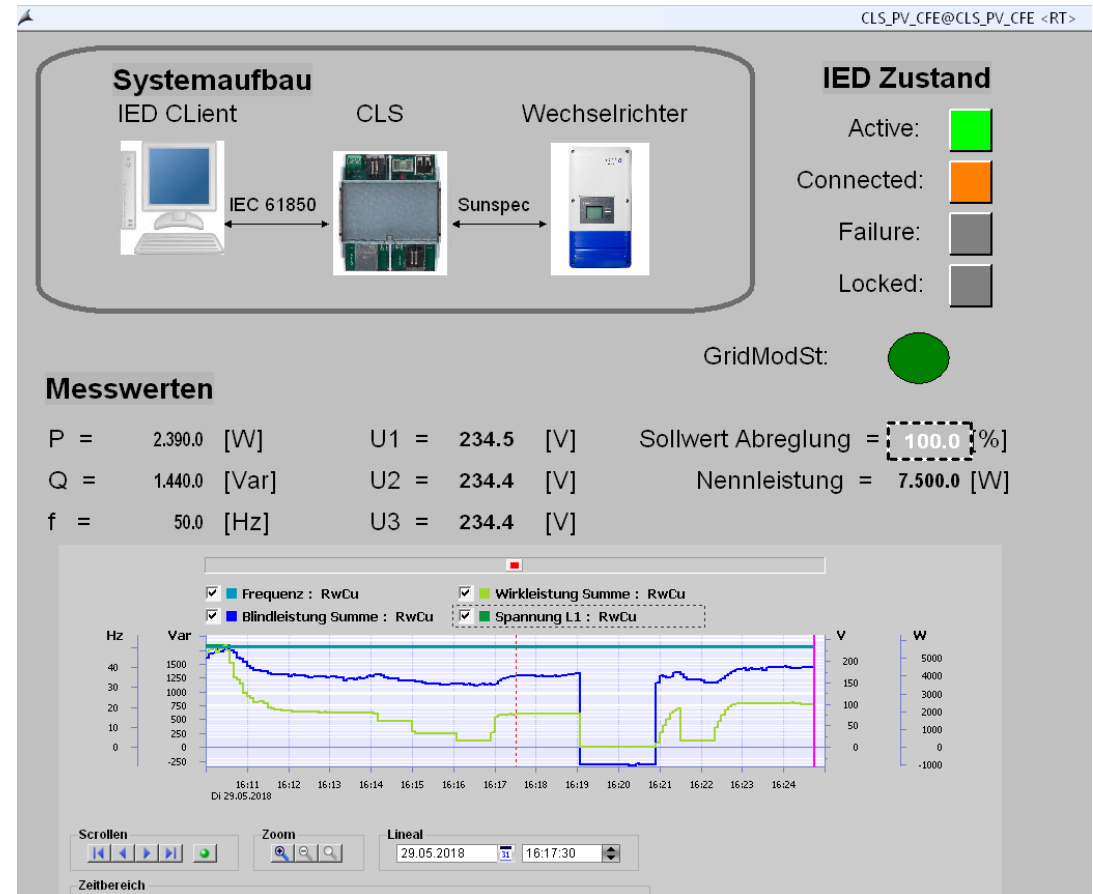 CLS_PV_CFE@CLS_PV_CFE <RT>
Systemaufbau
IED CLient CLS Wechselrichter
IEC 61850 Sunspec
IED Zustand
Active:
Connected:
Failure:
Locked:
GridModSt:
Messwerten
P = 2.390.0 [W] U1 = 234.5 [V] Sollwert Abreglung = 100.0 [%]
Q = 1.440.0 [Var] U2 = 234.4 [V] Nennleistung = 7.500.0 [W]
f = 50.0 [Hz] U3 = 234.4 [V]
Frequenz : RwCu Wirkleistung Summe : RwCu
Blindleistung Summe : RwCu Spannung L1 : RwCu
Hz Var V W
40 1500 200 5000
1250 4000
30 1000 150 3000
20 750 100 2000
500
10 250 50 1000
0 0 0 0
-250 -1000
16:11 16:12 16:13 16:14 16:15 16:16 16:17 16:18 16:19 16:20 16:21 16:22 16:23 16:24
Di 29.05.2018
Scrollen Zoom Lineal
29.05.2018 31 16:17:30
Zeitbereich